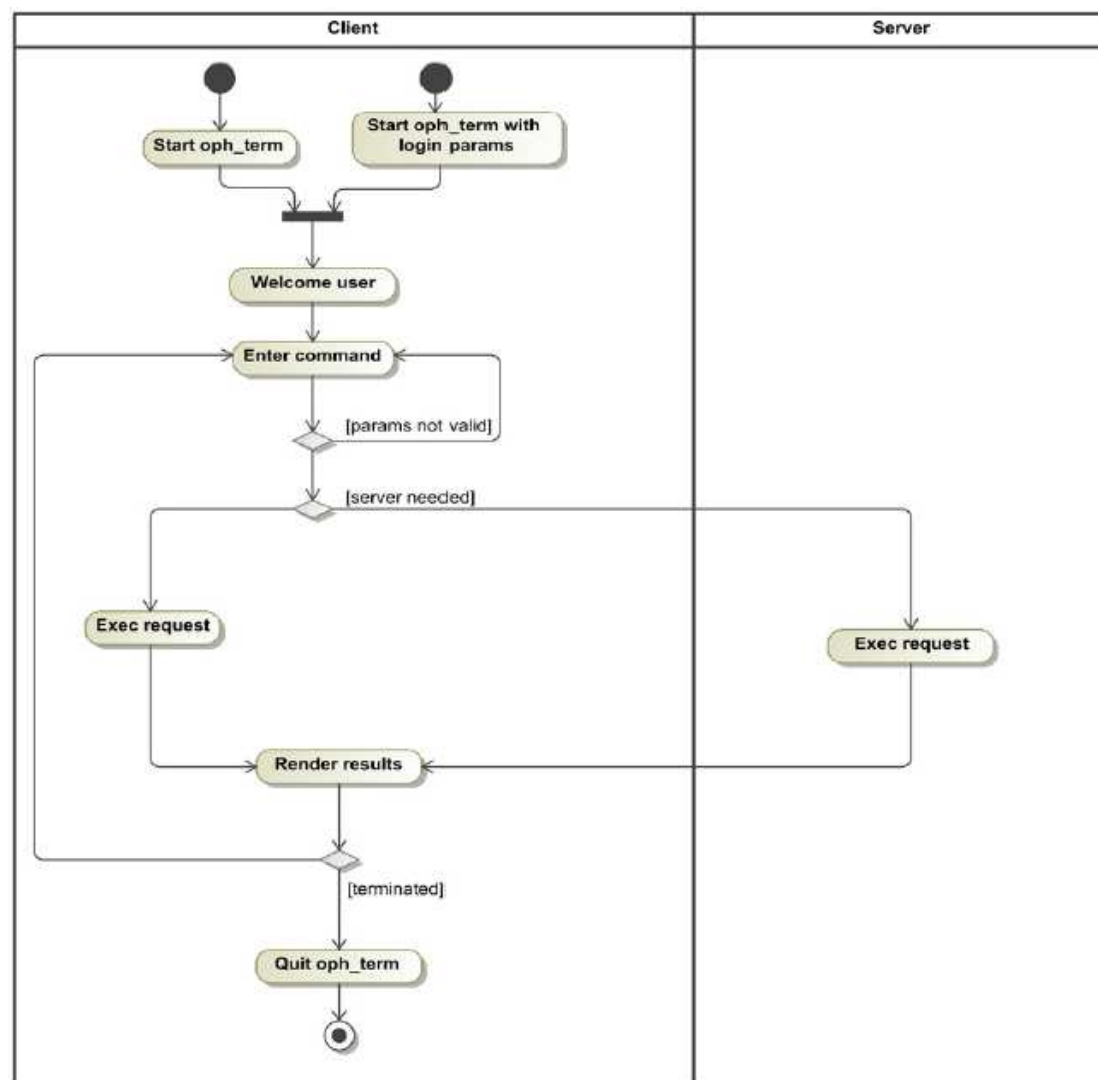 Client
Server
Start oph_term
Start oph_term with
login params
Welcome user
Enter command
[params not valid]
[server needed]
Exec request
Exec request
Render results
[terminated]
Quit oph_term